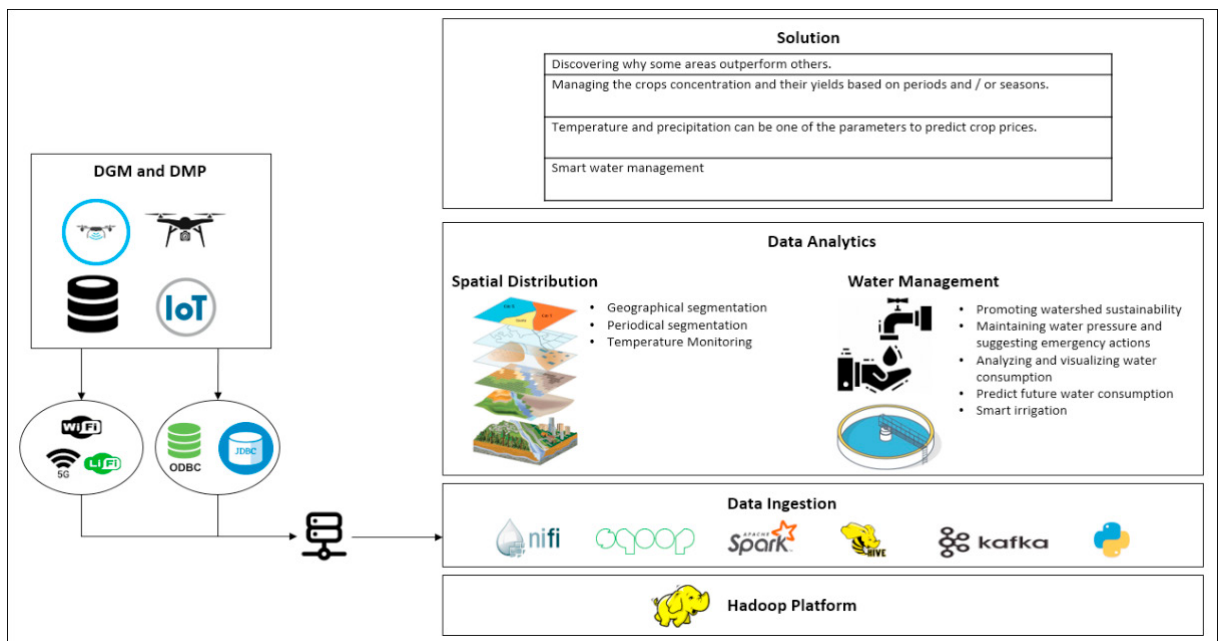 Solution
Discovering why some areas outperform others.
Managing the crops concentration and their yields based on periods and / or seasons.
Temperature and precipitation can be one of the parameters to predict crop prices.
Smart water management
DGM and DMP
IoT
WiFi
5G
LiFi
ODBC
JDBC
Data Analytics
Spatial Distribution
• Geographical segmentation
• Periodical segmentation
• Temperature Monitoring
Water Management
• Promoting watershed sustainability
• Maintaining water pressure and
suggesting emergency actions
• Analyzing and visualizing water
consumption
• Predict future water consumption
• Smart irrigation
Data Ingestion
nifi
sqoop
APACHE
Spark
HIVE
kafka
Hadoop Platform